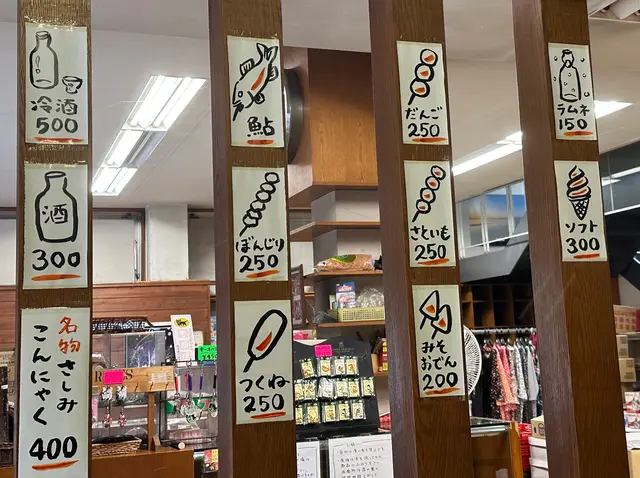 冷酒
500
酒
300
名物
さしみ
こんにゃく
400
鮎
ぼんじり
250
つくね
250
だんご
250
さといも
250
みそ
おでん
200
ラムネ
150
ソフト
300